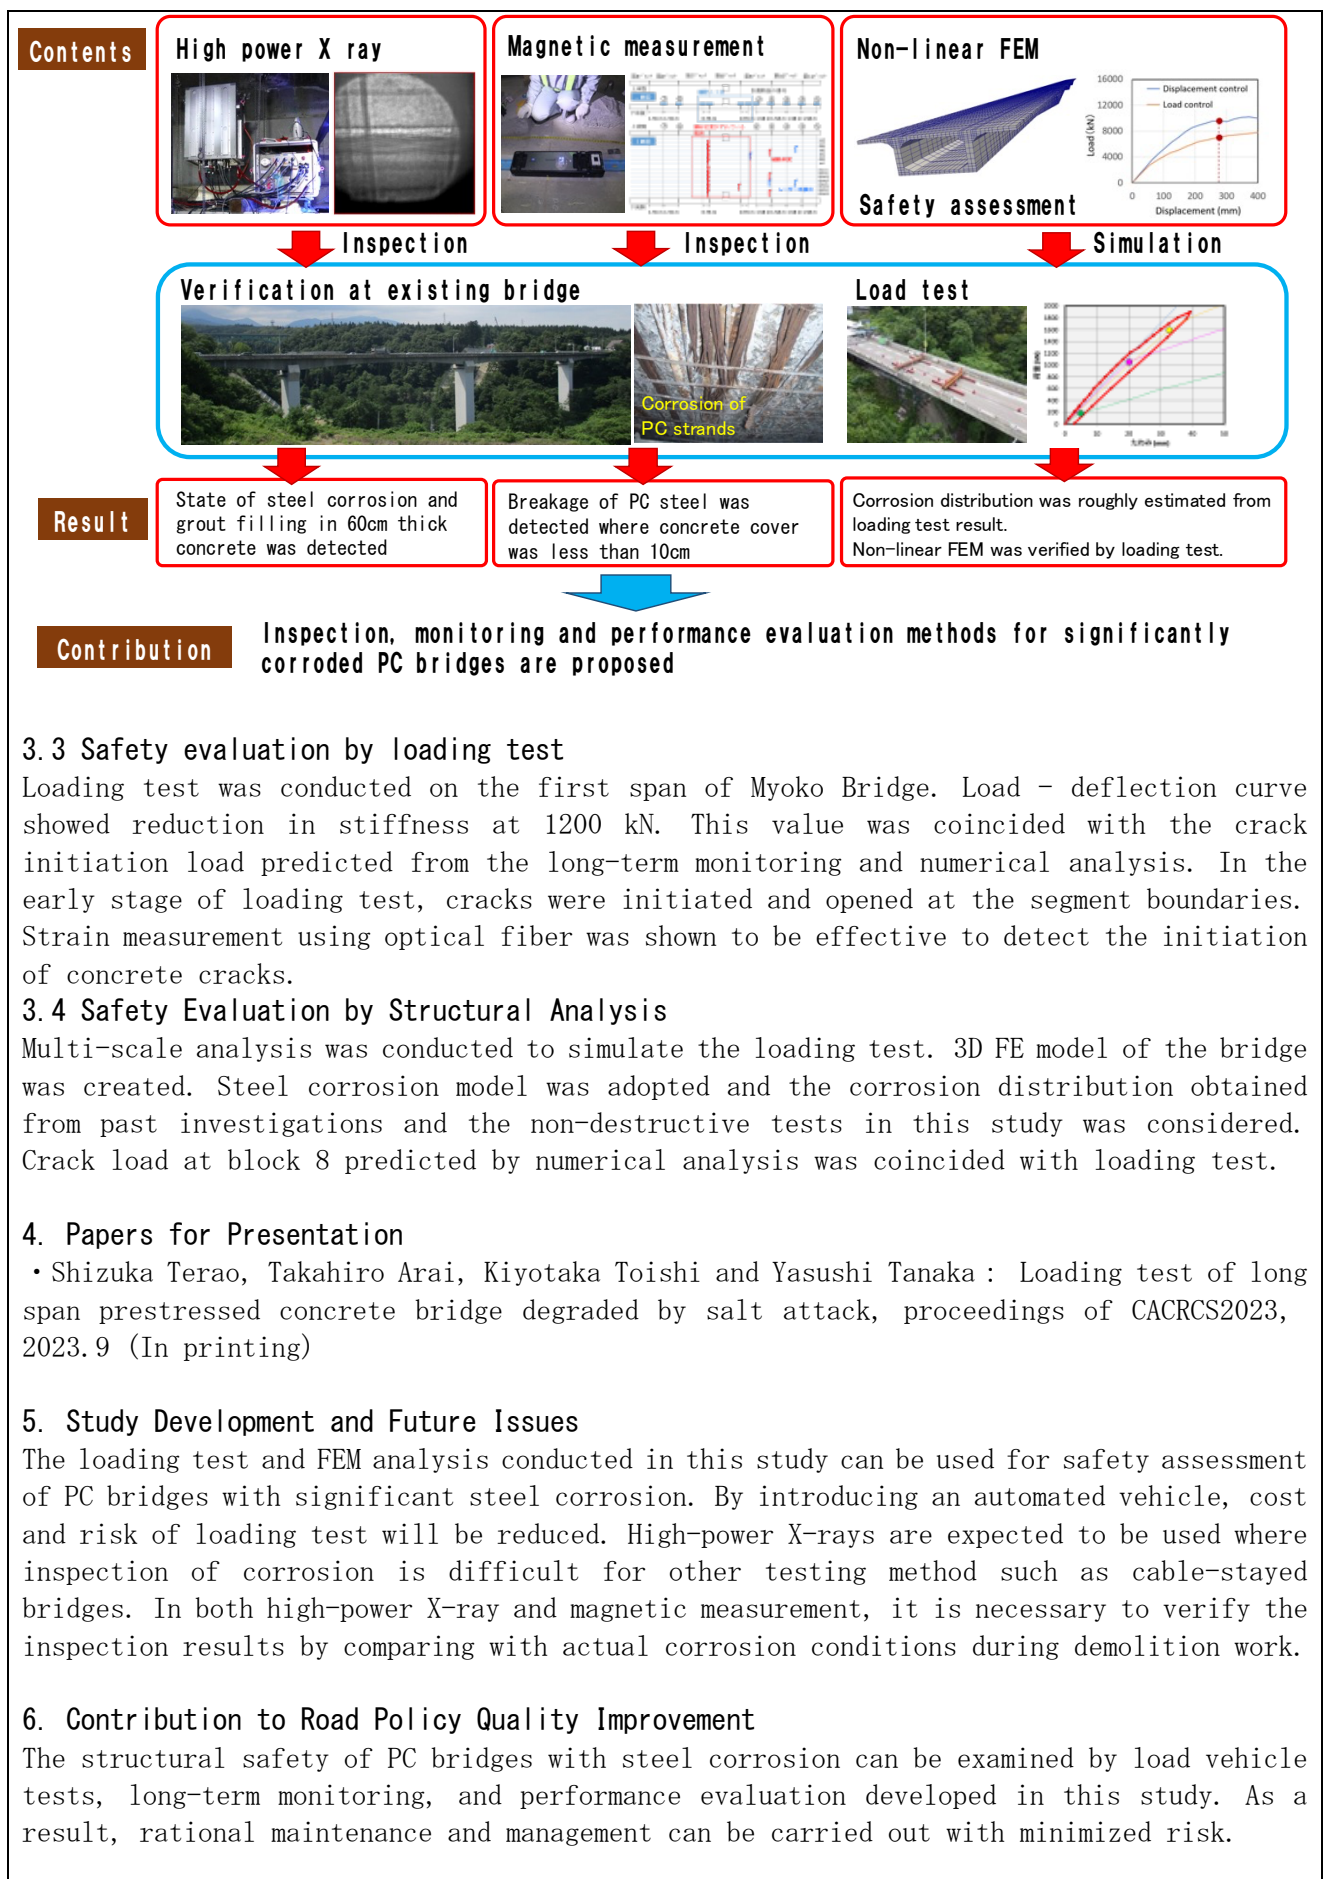 Contents
High power X ray
Magnetic measurement
Non-linear FEM
16000
12000
8000
4000
0
Load (kN)
Displacement control
Load control
0 100 200 300 400
Displacement (mm)
Safety assessment
Inspection
Inspection
Simulation
Verification at existing bridge
Load test
Corrosion of
PC strands
2000
1800
1600
1400
1200
1000
800
600
400
200
0
0 10 20 30 40 50
Result
State of steel corrosion and
grout filling in 60cm thick
concrete was detected
Breakage of PC steel was
detected where concrete cover
was less than 10cm
Corrosion distribution was roughly estimated from
loading test result.
Non-linear FEM was verified by loading test.
Contribution
Inspection, monitoring and performance evaluation methods for significantly
corroded PC bridges are proposed
3.3 Safety evaluation by loading test
Loading test was conducted on the first span of Myoko Bridge. Load - deflection curve
showed reduction in stiffness at 1200 kN. This value was coincided with the crack
initiation load predicted from the long-term monitoring and numerical analysis. In the
early stage of loading test, cracks were initiated and opened at the segment boundaries.
Strain measurement using optical fiber was shown to be effective to detect the initiation
of concrete cracks.
3.4 Safety Evaluation by Structural Analysis
Multi-scale analysis was conducted to simulate the loading test. 3D FE model of the bridge
was created. Steel corrosion model was adopted and the corrosion distribution obtained
from past investigations and the non-destructive tests in this study was considered.
Crack load at block 8 predicted by numerical analysis was coincided with loading test.
4. Papers for Presentation
・Shizuka Terao, Takahiro Arai, Kiyotaka Toishi and Yasushi Tanaka： Loading test of long
span prestressed concrete bridge degraded by salt attack, proceedings of CACRCS2023,
2023.9 (In printing)
5. Study Development and Future Issues
The loading test and FEM analysis conducted in this study can be used for safety assessment
of PC bridges with significant steel corrosion. By introducing an automated vehicle, cost
and risk of loading test will be reduced. High-power X-rays are expected to be used where
inspection of corrosion is difficult for other testing method such as cable-stayed
bridges. In both high-power X-ray and magnetic measurement, it is necessary to verify the
inspection results by comparing with actual corrosion conditions during demolition work.
6. Contribution to Road Policy Quality Improvement
The structural safety of PC bridges with steel corrosion can be examined by load vehicle
tests, long-term monitoring, and performance evaluation developed in this study. As a
result, rational maintenance and management can be carried out with minimized risk.